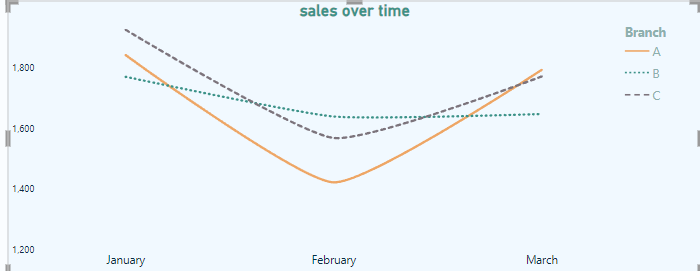 sales over time
Branch
A
B
C
1,800
1,600
1,400
1,200
January February March